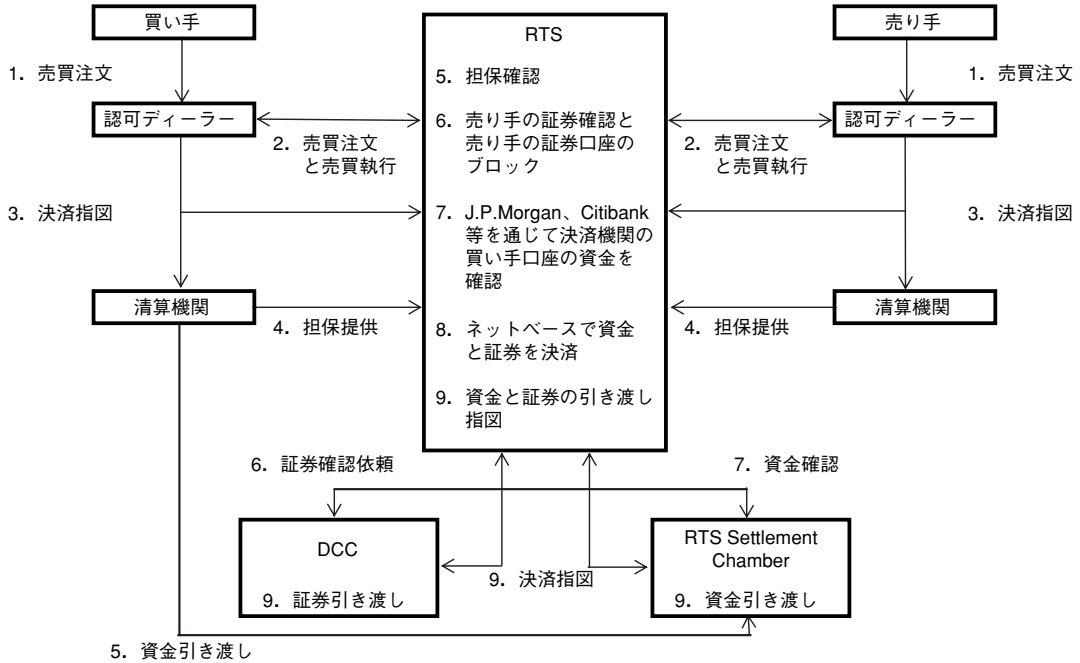 買い手
RTS
売り手
1. 売買注文
1. 売買注文
認可ディーラー
認可ディーラー
2. 売買注文
と売買執行
2. 売買注文
と売買執行
3. 決済指図
3. 決済指図
清算機関
清算機関
4. 担保提供
4. 担保提供
5. 担保確認
6. 売り手の証券確認と
売り手の証券口座の
ブロック
7. J.P.Morgan、Citibank
等を通じて決済機関の
買い手口座の資金を
確認
8. ネットベースで資金
と証券を決済
9. 資金と証券の引き渡し
指図
6. 証券確認依頼
7. 資金確認
DCC
9. 証券引き渡し
9. 決済指図
RTS Settlement
Chamber
9. 資金引き渡し
5. 資金引き渡し